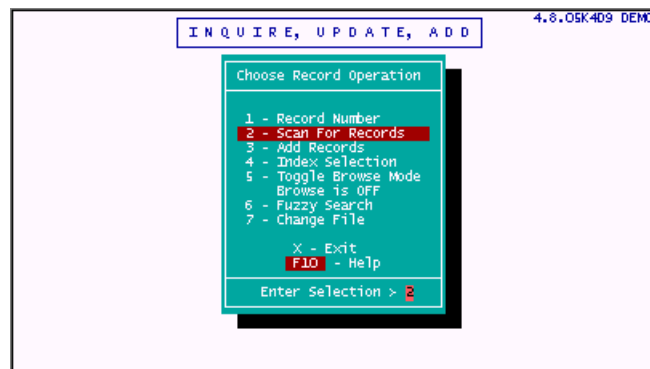 4.8.05K4D9 DEMO
INQUIRE, UPDATE, ADD
Choose Record Operation
1 - Record Number
2 - Scan For Records
3 - Add Records
4 - Index Selection
5 - Toggle Browse Mode
Browse is OFF
6 - Fuzzy Search
7 - Change File
X - Exit
F10 - Help
Enter Selection > 2